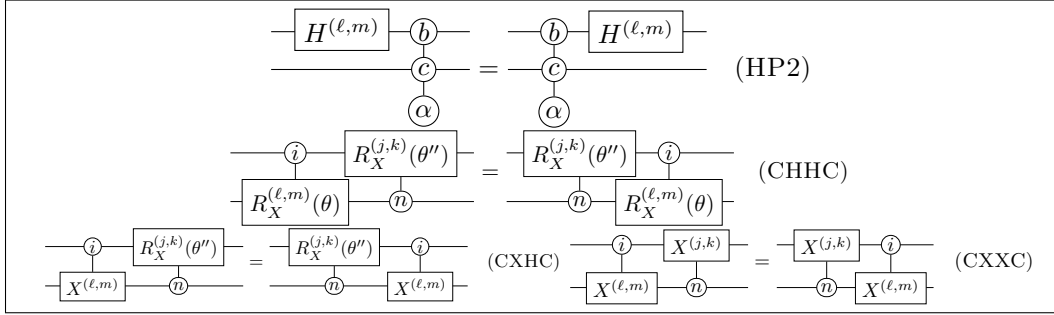 H^{(ℓ,m)} b = b H^{(ℓ,m)}
c c (HP2)
α α
i R_X^{(j,k)}(θ'') = R_X^{(j,k)}(θ'') i
R_X^{(ℓ,m)}(θ) n n R_X^{(ℓ,m)}(θ) (CHHC)
i R_X^{(j,k)}(θ'') = R_X^{(j,k)}(θ'') i (CXHC) i X^{(j,k)} = X^{(j,k)} i (CXXC)
X^{(ℓ,m)} n n X^{(ℓ,m)} X^{(ℓ,m)} n n X^{(ℓ,m)}